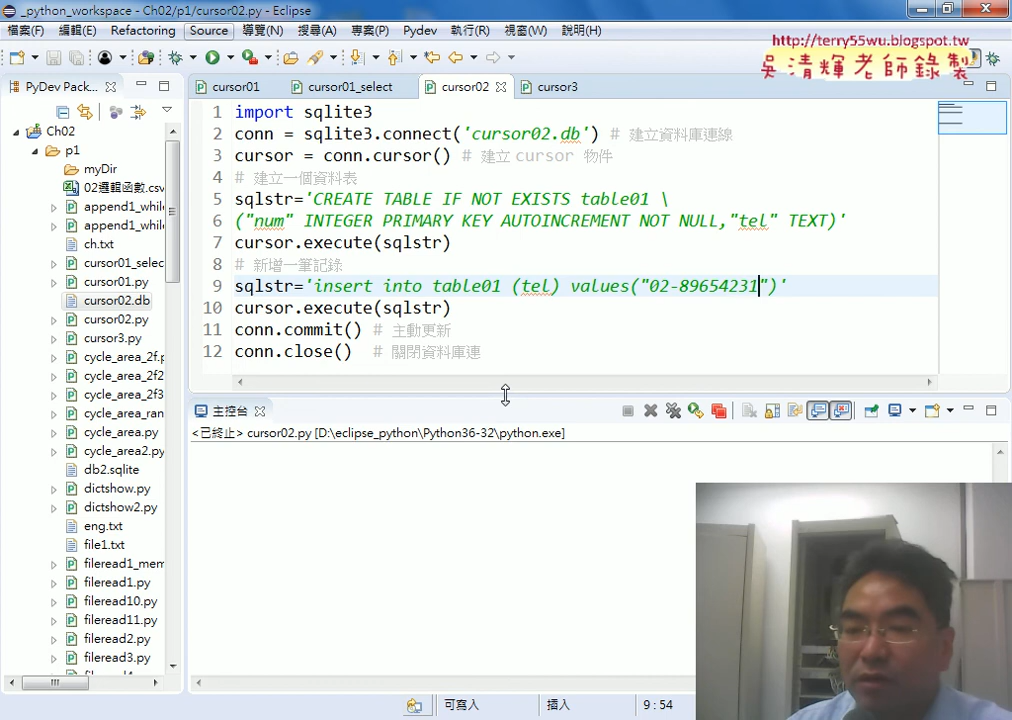 _python_workspace - Ch02/p1/cursor02.py - Eclipse
檔案(F) 編輯(E) Refactoring Source 導覽(N) 搜尋(A) 專案(P) Pydev 執行(R) 視窗(W) 說明(H)
http://terry55wu.blogspot.tw
吳清輝老師錄製
PyDev Pack...
cursor01 cursor01_select cursor02 cursor3
Ch02
p1
myDir
02邏輯函數.csv
append1_while
append1_while
ch.txt
cursor01_selec
cursor01.py
cursor02.db
cursor02.py
cursor3.py
cycle_area_2f.p
cycle_area_2f2
cycle_area_2f3
cycle_area_ran
cycle_area.py
cycle_area2.py
db2.sqlite
dictshow.py
dictshow2.py
eng.txt
file1.txt
fileread1_mem
fileread1.py
fileread10.py
fileread11.py
fileread2.py
fileread3.py
1 import sqlite3
2 conn = sqlite3.connect('cursor02.db') # 建立資料庫連線
3 cursor = conn.cursor() # 建立 cursor 物件
4 # 建立一個資料表
5 sqlstr='CREATE TABLE IF NOT EXISTS table01 \
6 ("num" INTEGER PRIMARY KEY AUTOINCREMENT NOT NULL,"tel" TEXT)'
7 cursor.execute(sqlstr)
8 # 新增一筆記錄
9 sqlstr='insert into table01 (tel) values("02-89654231")'
10 cursor.execute(sqlstr)
11 conn.commit() # 主動更新
12 conn.close() # 關閉資料庫連
主控台
<已終止> cursor02.py [D:\eclipse_python\Python36-32\python.exe]
可寫入 插入 9 : 54